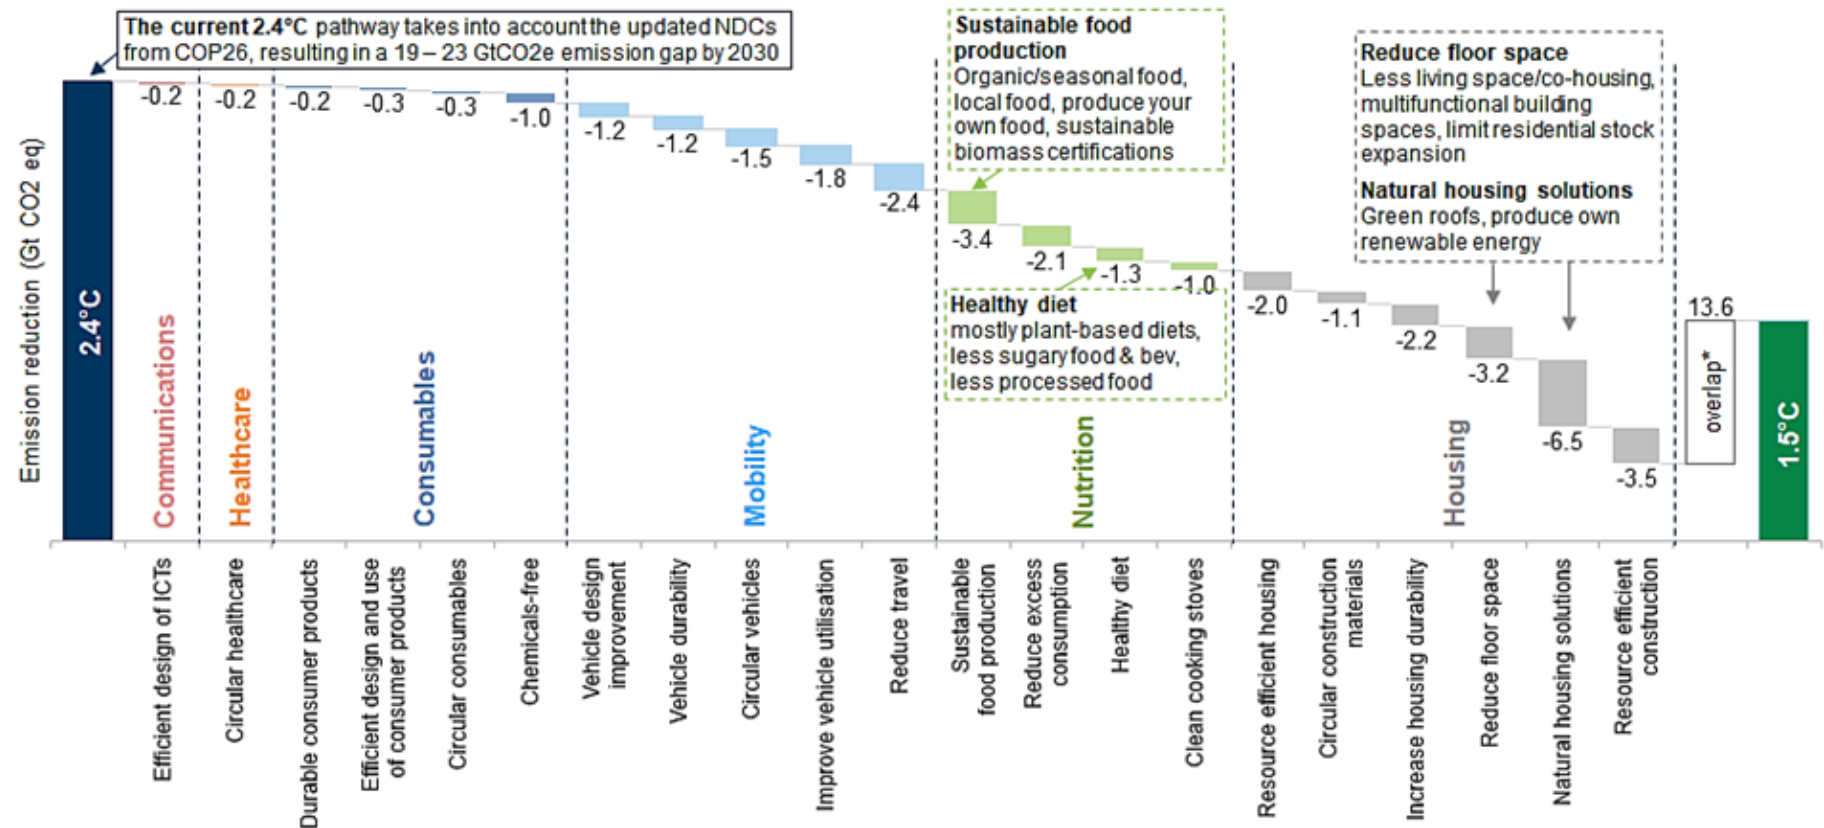 The current 2.4°C pathway takes into account the updated NDCs
from COP26, resulting in a 19 – 23 GtCO2e emission gap by 2030
Emission reduction (Gt CO2 eq)
2.4°C
-0.2
-0.2
-0.2
-0.3
-0.3
-1.0
-1.2
-1.2
-1.5
-1.8
-2.4
-3.4
-2.1
-1.3
-1.0
-2.0
-1.1
-2.2
-3.2
-6.5
-3.5
13.6
overlap*
1.5°C
Sustainable food
production
Organic/seasonal food,
local food, produce your
own food, sustainable
biomass certifications
Healthy diet
mostly plant-based diets,
less sugary food & bev,
less processed food
Reduce floor space
Less living space/co-housing,
multifunctional building
spaces, limit residential stock
expansion
Natural housing solutions
Green roofs, produce own
renewable energy
Communications
Healthcare
Consumables
Mobility
Nutrition
Housing
Efficient design of ICTs
Circular healthcare
Durable consumer products
Efficient design and use
of consumer products
Circular consumables
Chemicals-free
Vehicle design
improvement
Vehicle durability
Circular vehicles
Improve vehicle utilisation
Reduce travel
Sustainable
food production
Reduce excess
consumption
Healthy diet
Clean cooking stoves
Resource efficient housing
Circular construction
materials
Increase housing durability
Reduce floor space
Natural housing solutions
Resource efficient
construction